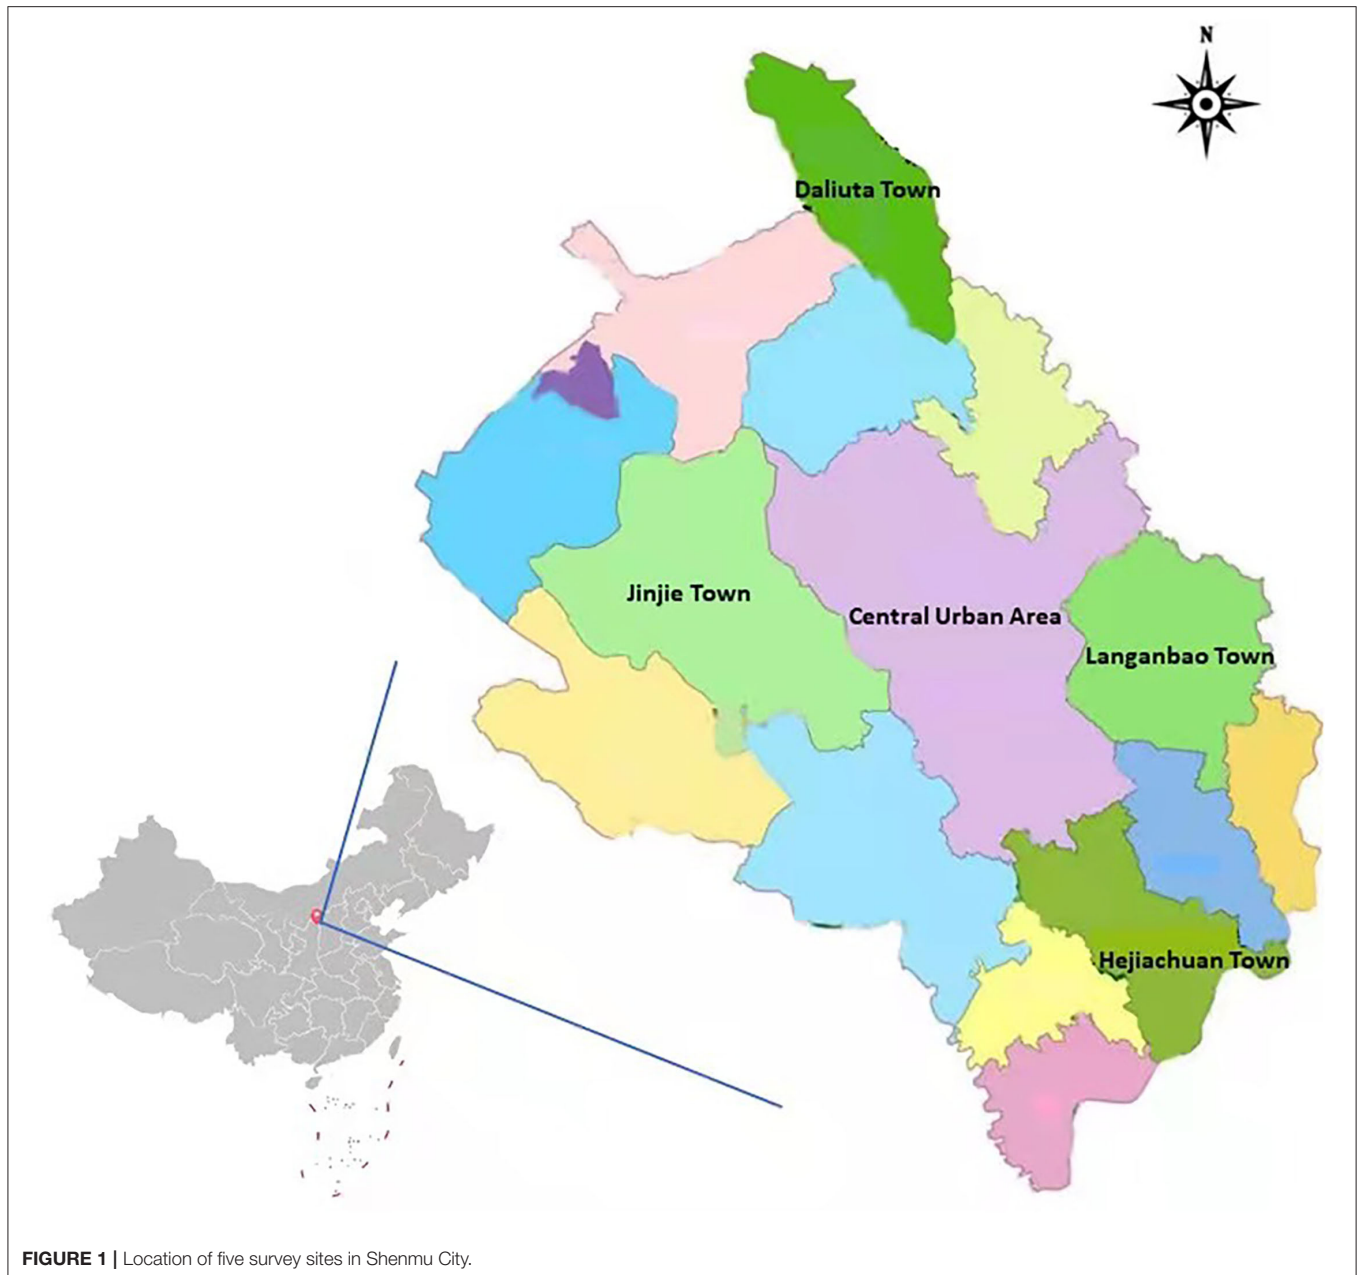 N
Daliuta Town
Jinjie Town
Central Urban Area
Langanbao Town
Hejiachuan Town
FIGURE 1 | Location of five survey sites in Shenmu City.